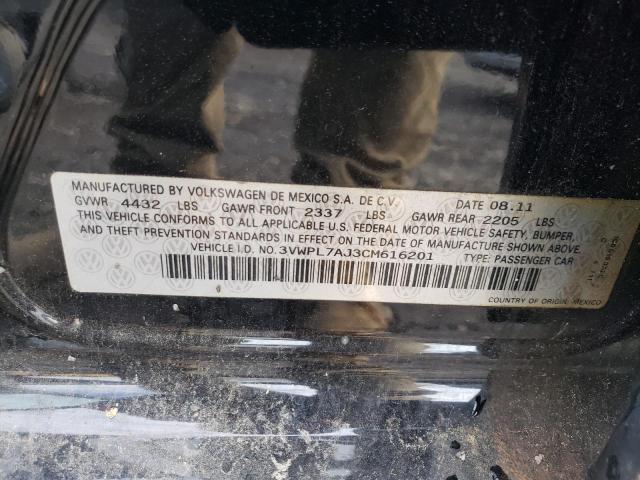 MANUFACTURED BY VOLKSWAGEN DE MEXICO S.A. DE C.V. DATE 08.11
GVWR 4432 LBS GAWR FRONT 2337 LBS GAWR REAR 2205 LBS
THIS VEHICLE CONFORMS TO ALL APPLICABLE U.S. FEDERAL MOTOR VEHICLE SAFETY, BUMPER,
AND THEFT PREVENTION STANDARDS IN EFFECT ON THE DATE OF MANUFACTURE SHOWN ABOVE.
VEHICLE I.D. NO. 3VWPL7AJ3CM616201 TYPE: PASSENGER CAR
COUNTRY OF ORIGIN: MEXICO